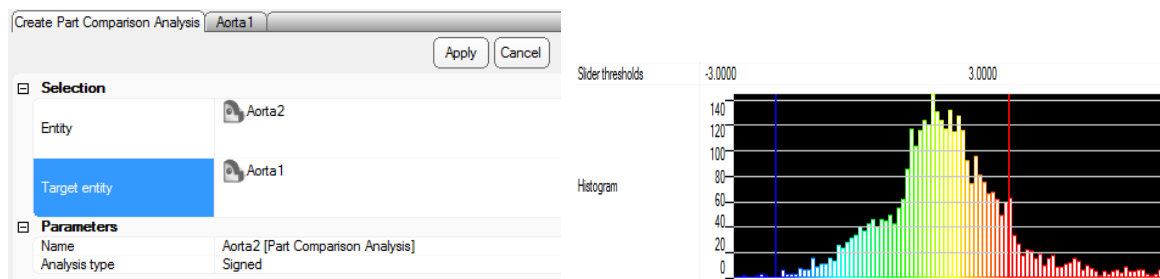 Create Part Comparison Analysis Aorta1
Apply Cancel
Selection
Entity Aorta2
Target entity Aorta1
Parameters
Name Aorta2 [Part Comparison Analysis]
Analysis type Signed
Slider thresholds -3.0000 3.0000
Histogram
140
120
100
80
60
40
20
0